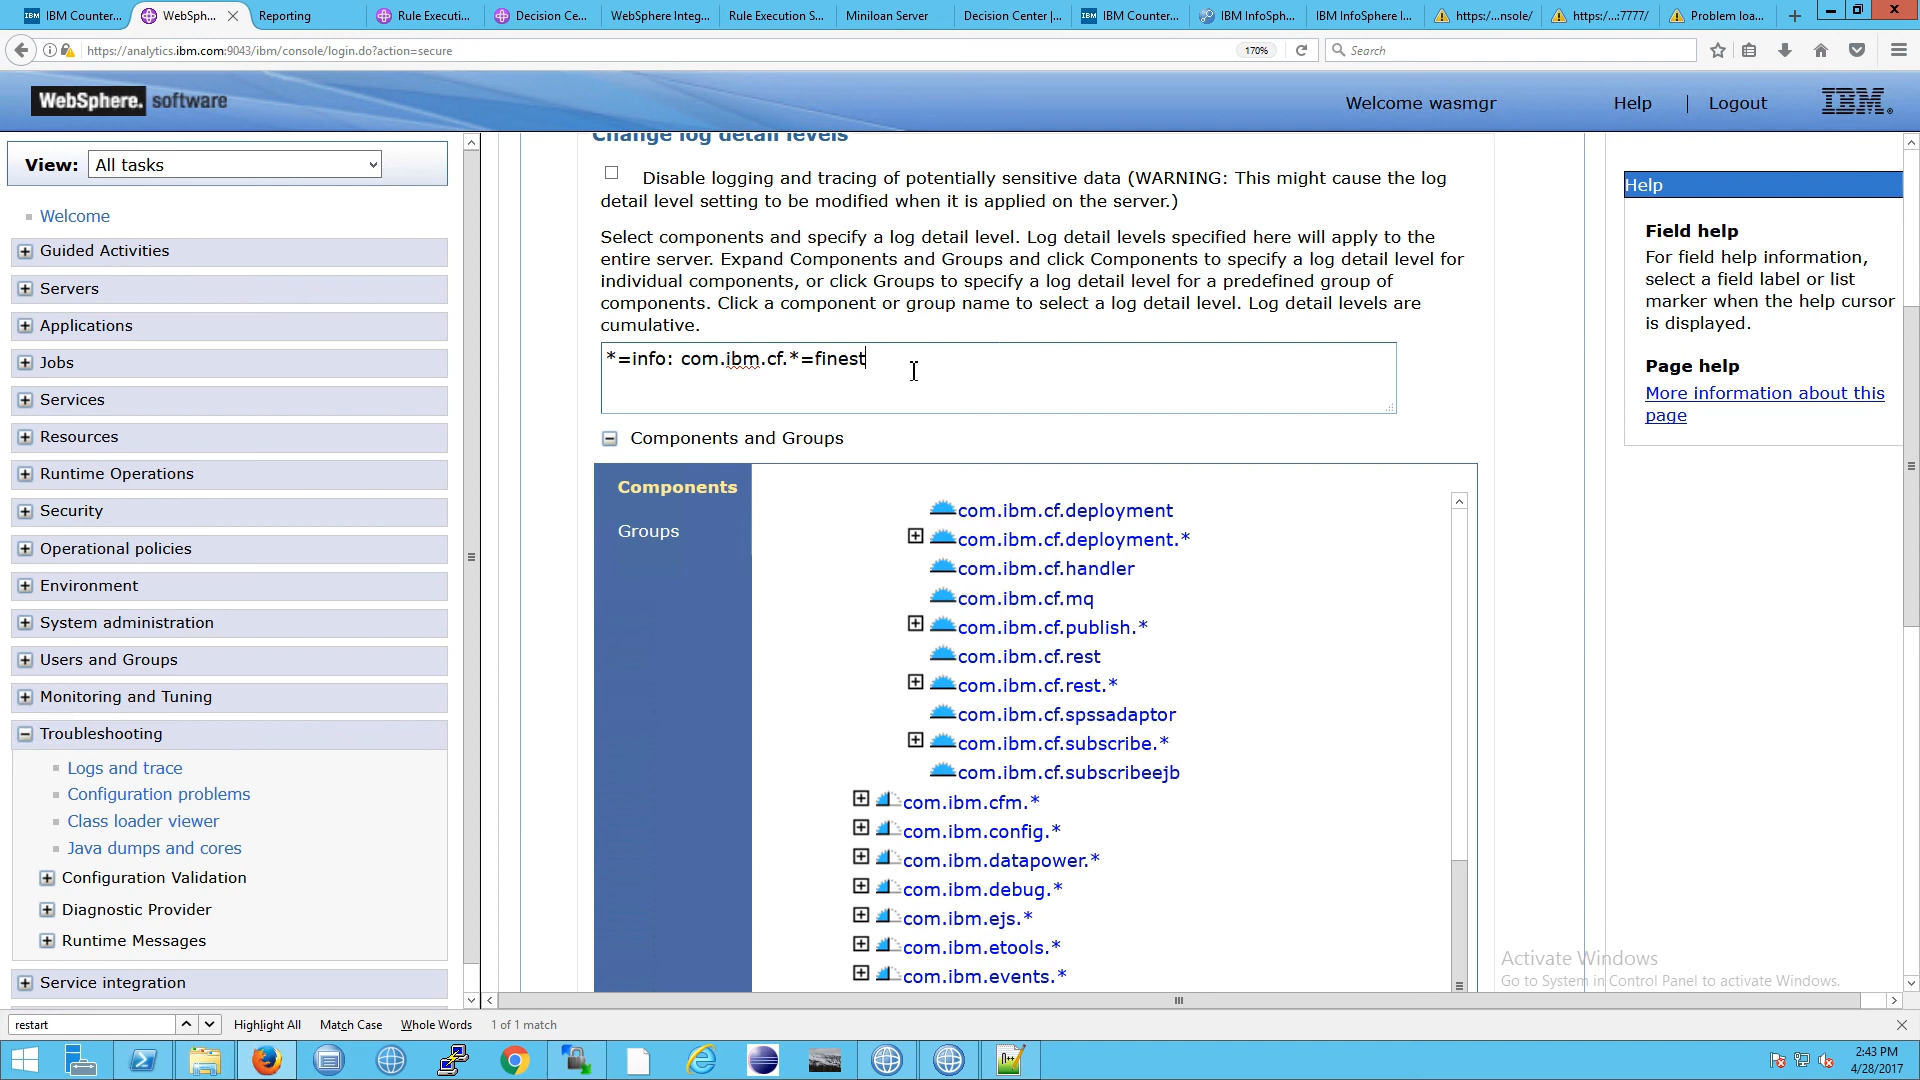 IBM Counter...
WebSph...
Reporting
Rule Executi...
Decision Ce...
WebSphere Integ...
Rule Execution S...
Miniloan Server
Decision Center |...
IBM Counter...
IBM InfoSph...
IBM InfoSphere I...
https:/...nsole/
https:/...:7777/
Problem loa...
https://analytics.ibm.com:9043/ibm/console/login.do?action=secure
170%
Search
WebSphere. software
Welcome wasmgr
Help
Logout
IBM
View: All tasks
Welcome
Guided Activities
Servers
Applications
Jobs
Services
Resources
Runtime Operations
Security
Operational policies
Environment
System administration
Users and Groups
Monitoring and Tuning
Troubleshooting
Logs and trace
Configuration problems
Class loader viewer
Java dumps and cores
Configuration Validation
Diagnostic Provider
Runtime Messages
Service integration
Change log detail levels
Disable logging and tracing of potentially sensitive data (WARNING: This might cause the log
detail level setting to be modified when it is applied on the server.)
Select components and specify a log detail level. Log detail levels specified here will apply to the
entire server. Expand Components and Groups and click Components to specify a log detail level for
individual components, or click Groups to specify a log detail level for a predefined group of
components. Click a component or group name to select a log detail level. Log detail levels are
cumulative.
*=info: com.ibm.cf.*=finest
Components and Groups
Components
Groups
com.ibm.cf.deployment
com.ibm.cf.deployment.*
com.ibm.cf.handler
com.ibm.cf.mq
com.ibm.cf.publish.*
com.ibm.cf.rest
com.ibm.cf.rest.*
com.ibm.cf.spssadaptor
com.ibm.cf.subscribe.*
com.ibm.cf.subscribeejb
com.ibm.cfm.*
com.ibm.config.*
com.ibm.datapower.*
com.ibm.debug.*
com.ibm.ejs.*
com.ibm.etools.*
com.ibm.events.*
Help
Field help
For field help information,
select a field label or list
marker when the help cursor
is displayed.
Page help
More information about this
page
Activate Windows
Go to System in Control Panel to activate Windows.
restart
Highlight All
Match Case
Whole Words
1 of 1 match
2:43 PM
4/28/2017